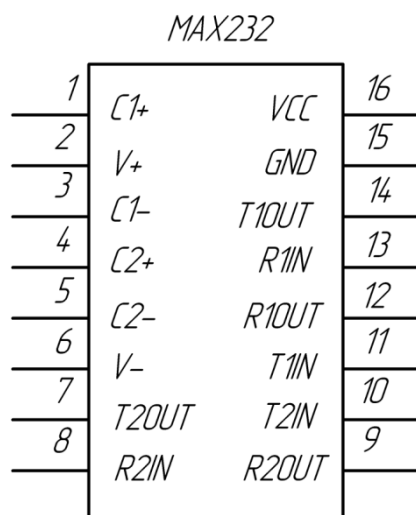 MAX232
1 C1+ VCC 16
2 V+ GND 15
3 C1- T1OUT 14
4 C2+ R1IN 13
5 C2- R1OUT 12
6 V- T1IN 11
7 T2OUT T2IN 10
8 R2IN R2OUT 9